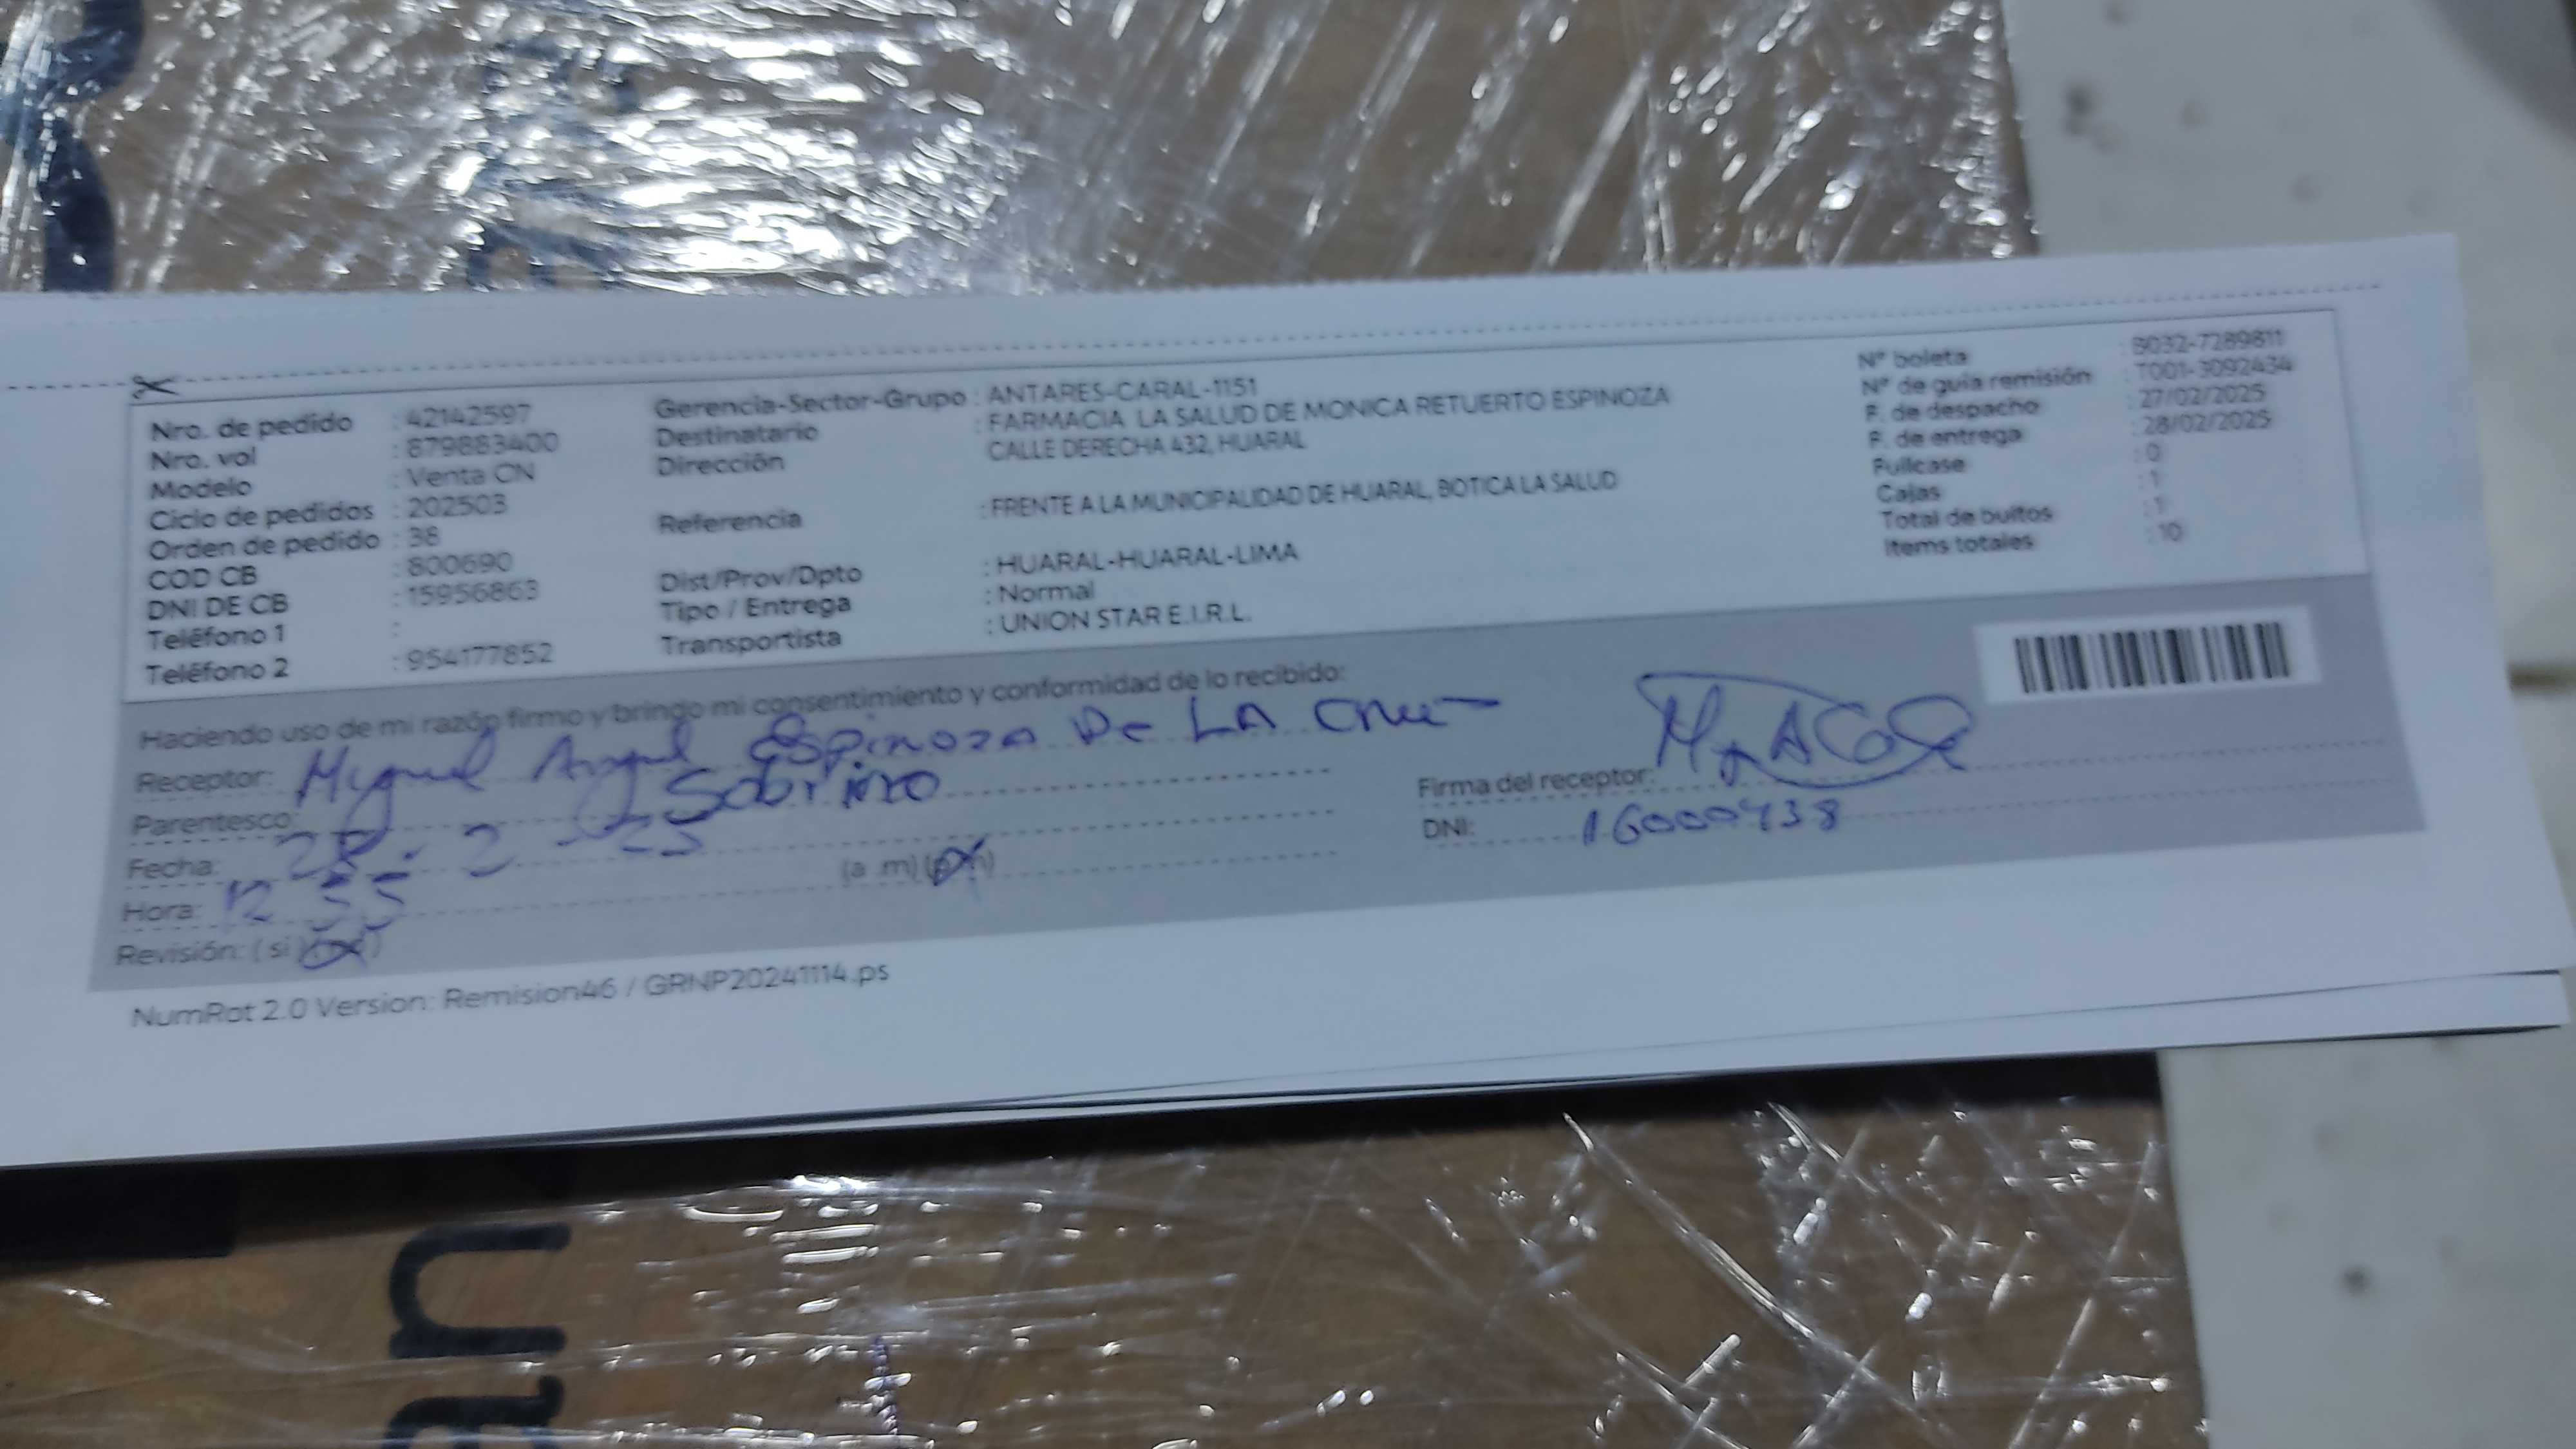 Nro. de pedido : 42142597
Nro. vol : 879883400
Modelo : Venta CN
Ciclo de pedidos : 202503
Orden de pedido : 38
COD CB : 800690
DNI DE CB : 15956863
Teléfono 1 :
Teléfono 2 : 954177852
Gerencia-Sector-Grupo : ANTARES-CARAL-1151
Destinatario : FARMACIA LA SALUD DE MONICA RETUERTO ESPINOZA
Dirección CALLE DERECHA 432, HUARAL
Referencia : FRENTE A LA MUNICIPALIDAD DE HUARAL, BOTICA LA SALUD
Dist/Prov/Dpto : HUARAL-HUARAL-LIMA
Tipo / Entrega : Normal
Transportista : UNION STAR E.I.R.L.
N° boleta : B032-7289811
N° de guía remisión : T001-3092434
F. de despacho : 27/02/2025
F. de entrega : 28/02/2025
Fullcase : 0
Cajas : 1
Total de bultos : 1
Items totales : 10
Haciendo uso de mi razón firmo y bringo mi consentimiento y conformidad de lo recibido:
Receptor: Miguel Angel Espinoza De LA Cruz
Parentesco: Sobrino
Fecha: 28 - 2 - 25
Hora: 12 55 (a .m) (p.m)
Revisión: ( si ) (no)
Firma del receptor:
DNI: 16000438
NumRot 2.0 Version: Remision46 / GRNP20241114.ps
an